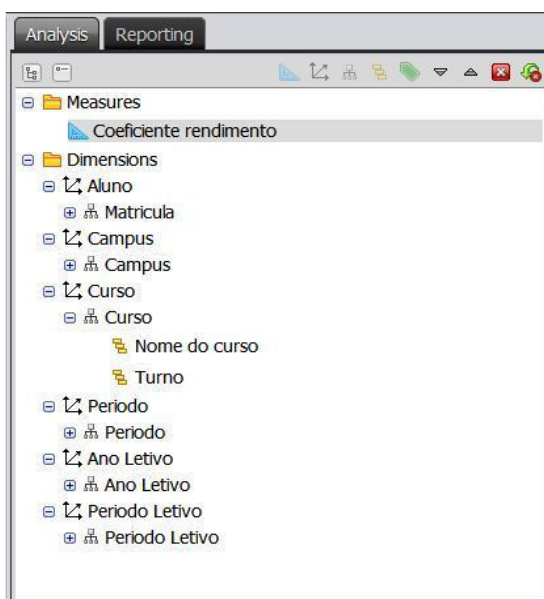 Analysis Reporting
Measures
Coeficiente rendimento
Dimensions
Aluno
Matricula
Campus
Campus
Curso
Curso
Nome do curso
Turno
Periodo
Periodo
Ano Letivo
Ano Letivo
Periodo Letivo
Periodo Letivo